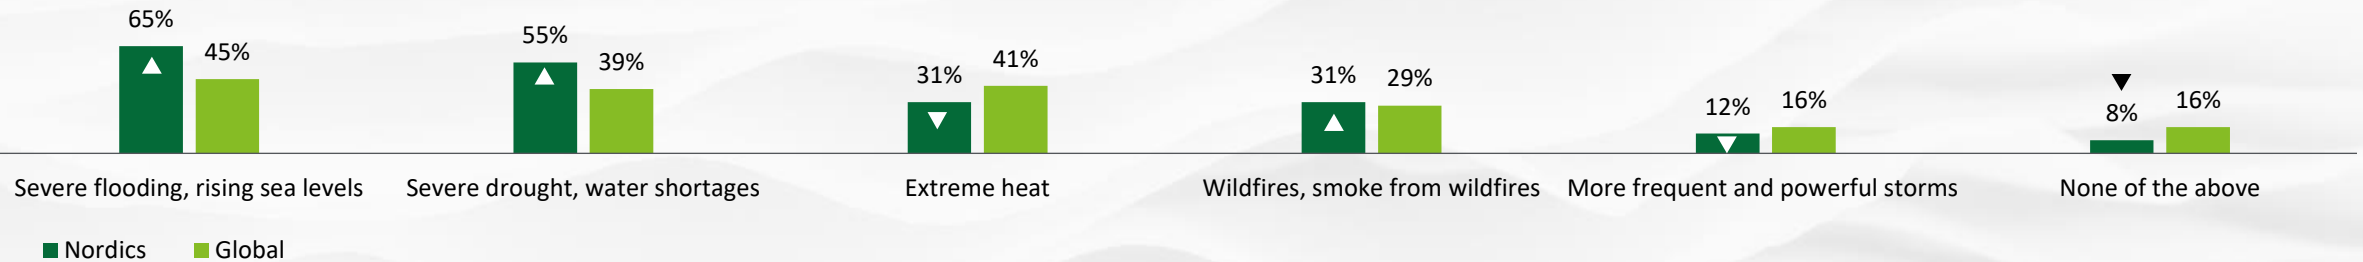 65%
45%
55%
39%
31%
41%
31%
29%
12%
16%
8%
16%
Severe flooding, rising sea levels
Severe drought, water shortages
Extreme heat
Wildfires, smoke from wildfires
More frequent and powerful storms
None of the above
Nordics
Global